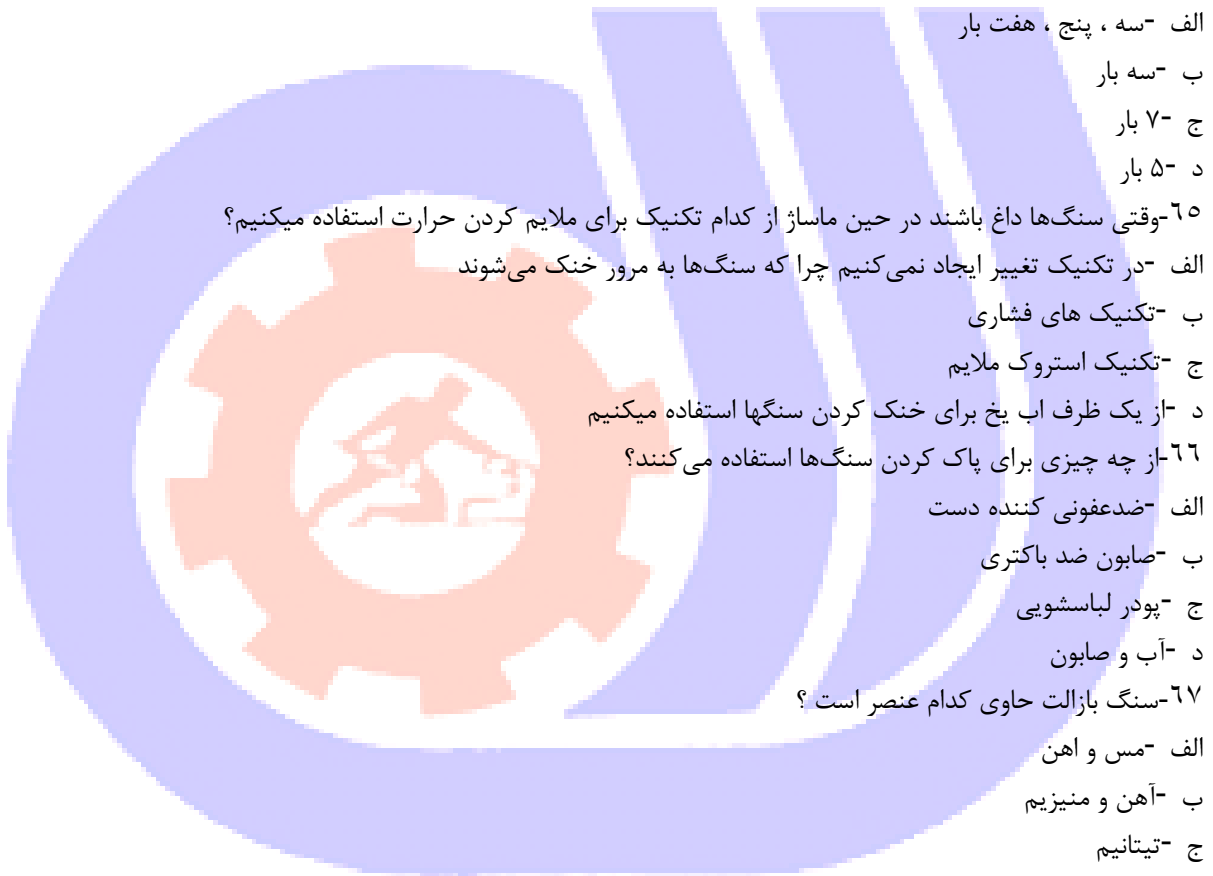 الف -سه ، پنج ، هفت بار
ب -سه بار
ج -۷ بار
د -۵ بار
٦٥-وقتی سنگ‌ها داغ باشند در حین ماساژ از کدام تکنیک برای ملایم کردن حرارت استفاده میکنیم؟
الف -در تکنیک تغییر ایجاد نمی‌کنیم چرا که سنگ‌ها به مرور خنک می‌شوند
ب -تکنیک های فشاری
ج -تکنیک استروک ملایم
د -از یک ظرف اب یخ برای خنک کردن سنگها استفاده میکنیم
٦٦-از چه چیزی برای پاک کردن سنگ‌ها استفاده می‌کنند؟
الف -ضدعفونی کننده دست
ب -صابون ضد باکتری
ج -پودر لباسشویی
د -آب و صابون
٦٧-سنگ بازالت حاوی کدام عنصر است ؟
الف -مس و اهن
ب -آهن و منیزیم
ج -تیتانیم